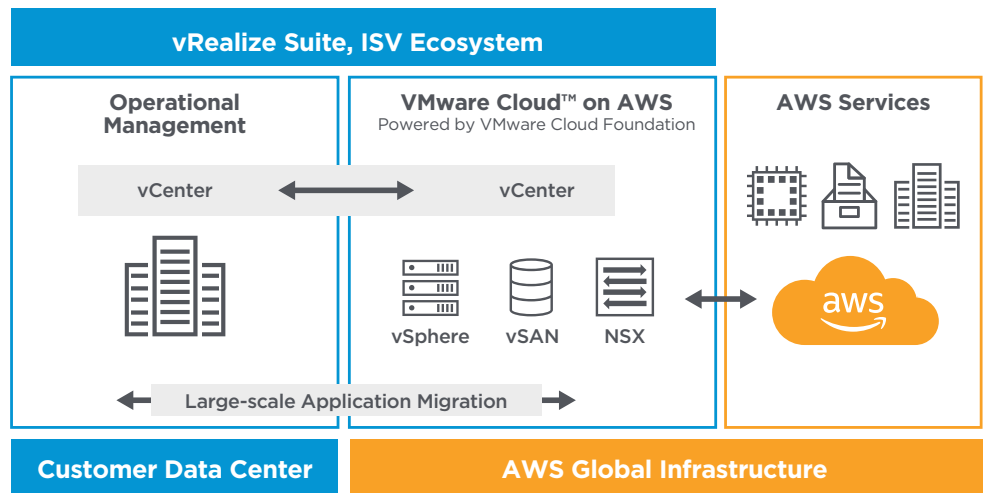 vRealize Suite, ISV Ecosystem
Operational
Management
VMware Cloud™ on AWS
Powered by VMware Cloud Foundation
AWS Services
vCenter
vCenter
vSphere
vSAN
NSX
aws
Large-scale Application Migration
Customer Data Center
AWS Global Infrastructure